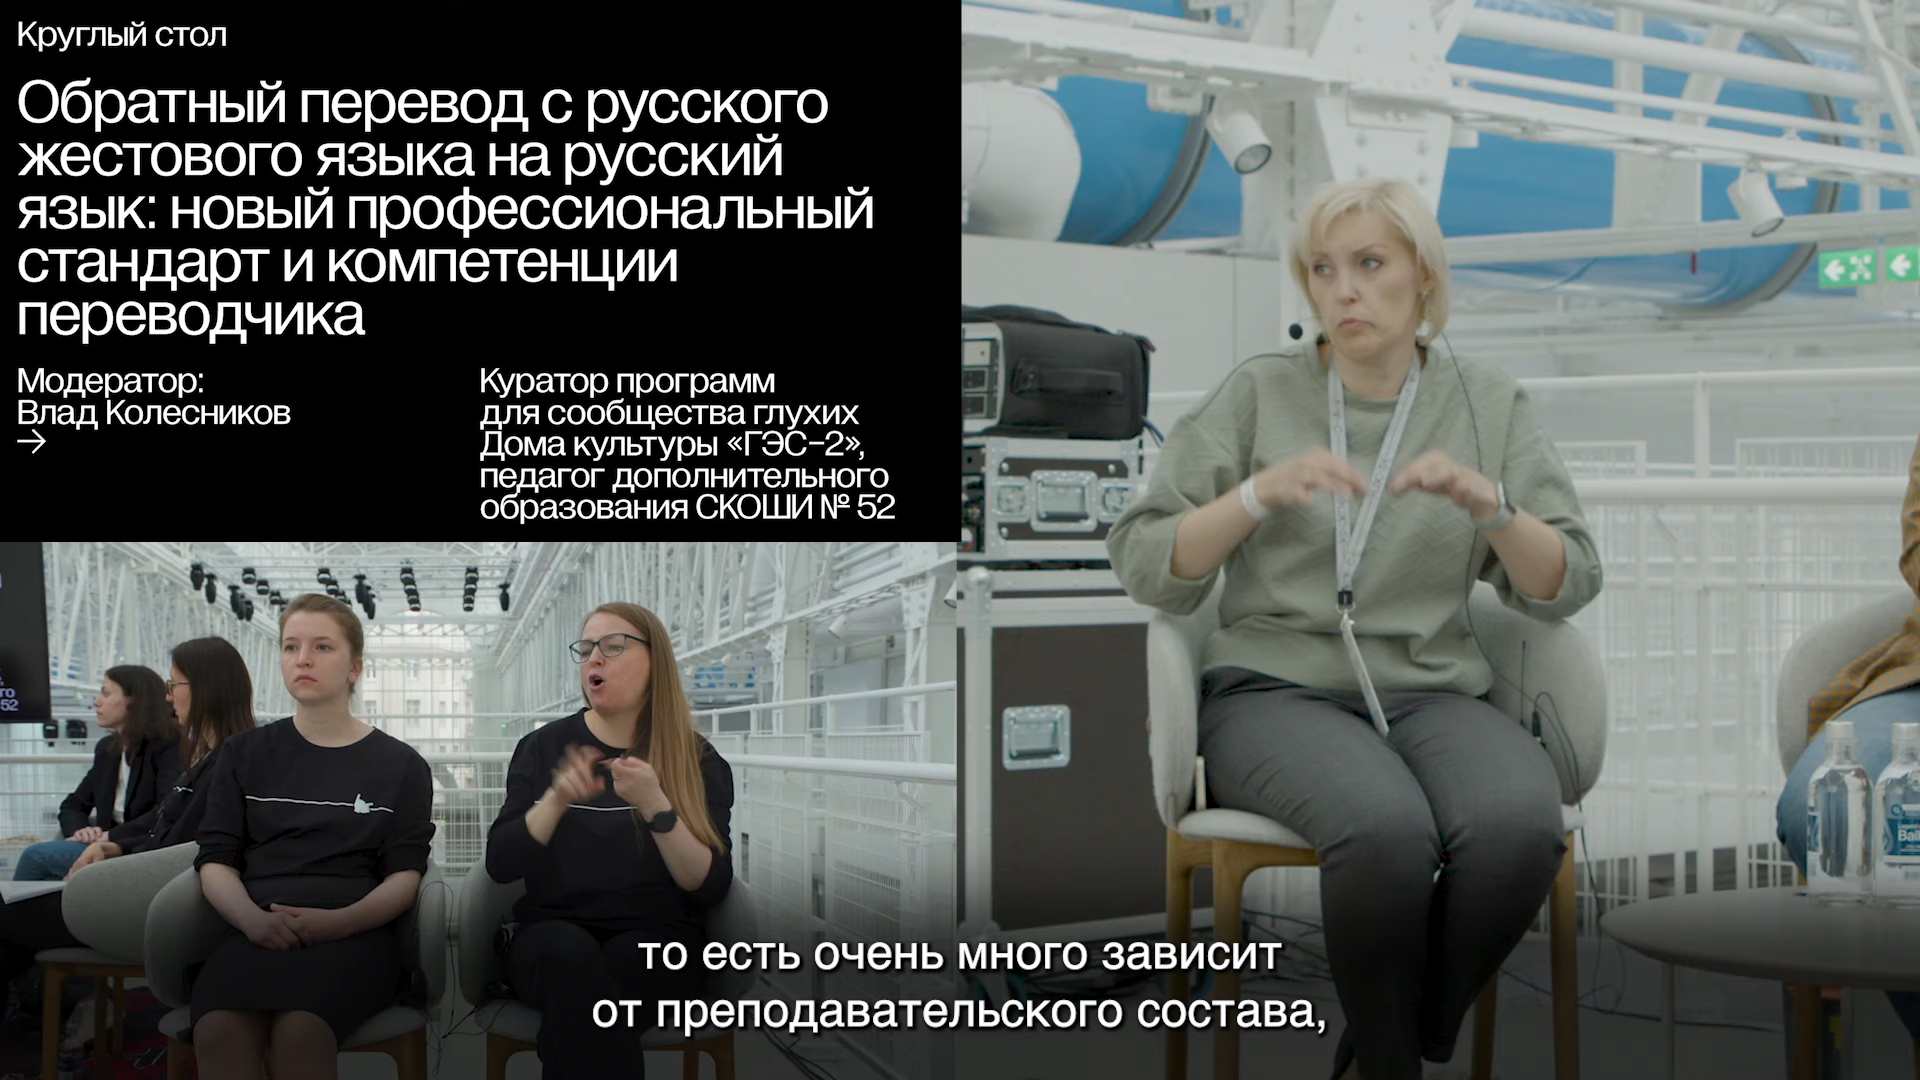 Круглый стол
Обратный перевод с русского
жестового языка на русский
язык: новый профессиональный
стандарт и компетенции
переводчика
Модератор:
Влад Колесников
→
Куратор программ
для сообщества глухих
Дома культуры «ГЭС–2»,
педагог дополнительного
образования СКОШИ № 52
го
52
то есть очень много зависит
от преподавательского состава,